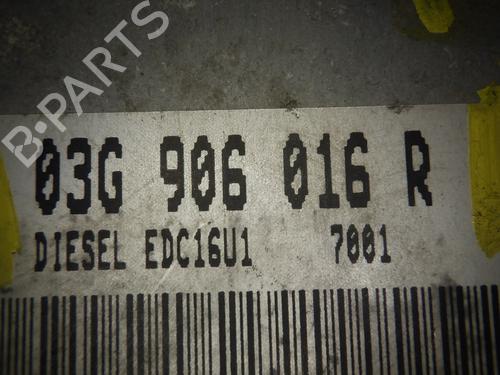 B-PARTS
03G 906 016 R
DIESEL EDC16U1 7001